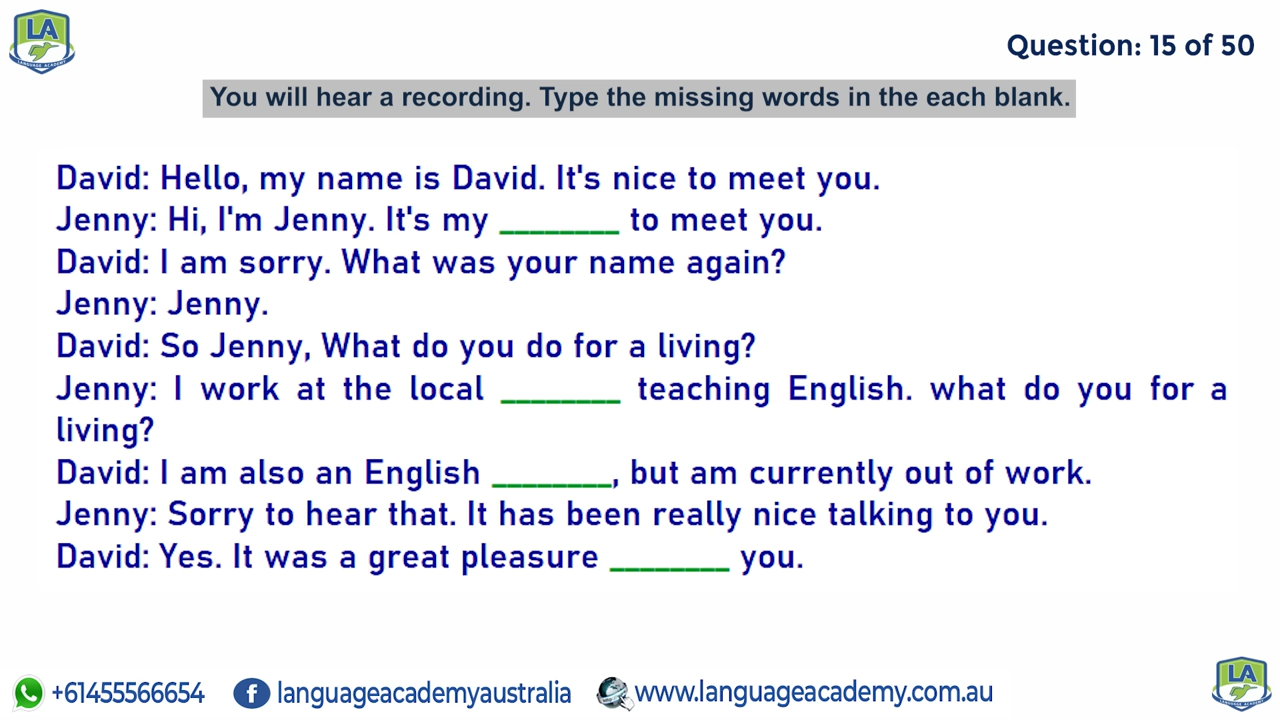 LA
LANGUAGE ACADEMY
Question: 15 of 50
You will hear a recording. Type the missing words in the each blank.
David: Hello, my name is David. It's nice to meet you.
Jenny: Hi, I'm Jenny. It's my ________ to meet you.
David: I am sorry. What was your name again?
Jenny: Jenny.
David: So Jenny, What do you do for a living?
Jenny: I work at the local ________ teaching English. what do you for a
living?
David: I am also an English ________, but am currently out of work.
Jenny: Sorry to hear that. It has been really nice talking to you.
David: Yes. It was a great pleasure ________ you.
+61455566654 languageacademyaustralia www.languageacademy.com.au
LA
LANGUAGE ACADEMY